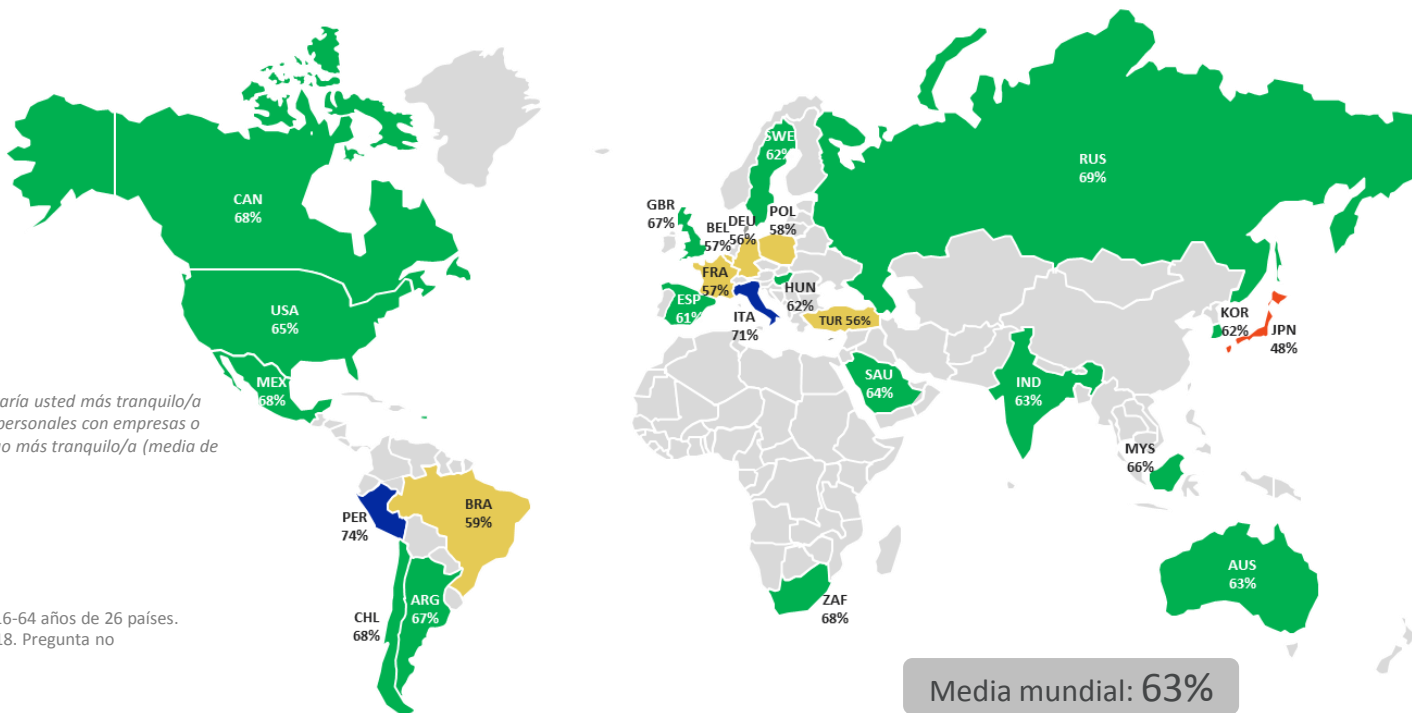 SWE
62%
RUS
69%
CAN
68%
GBR
67%
BEL
57%
DEU
56%
POL
58%
FRA
57%
HUN
62%
ESP
61%
ITA
71%
TUR 56%
USA
65%
KOR
62%
JPN
48%
MEX
68%
SAU
64%
IND
63%
aría usted más tranquilo/a
personales con empresas o
o más tranquilo/a (media de
MYS
66%
BRA
59%
PER
74%
AUS
63%
ARG
67%
ZAF
68%
CHL
68%
16-64 años de 26 países.
18. Pregunta no
Media mundial: 63%